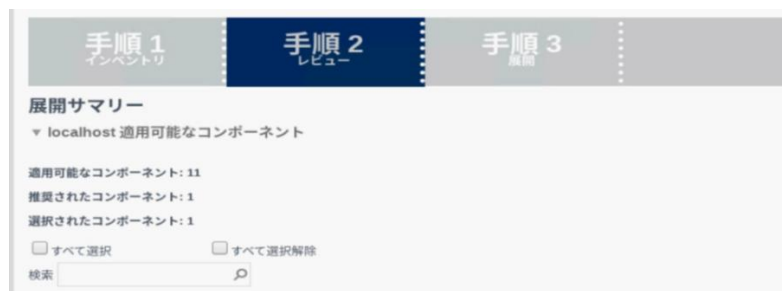 手順 1
インベントリ
手順 2
レビュー
手順 3
展開
展開サマリー
▼ localhost 適用可能なコンポーネント
適用可能なコンポーネント: 11
推奨されたコンポーネント: 1
選択されたコンポーネント: 1
すべて選択 すべて選択解除
検索